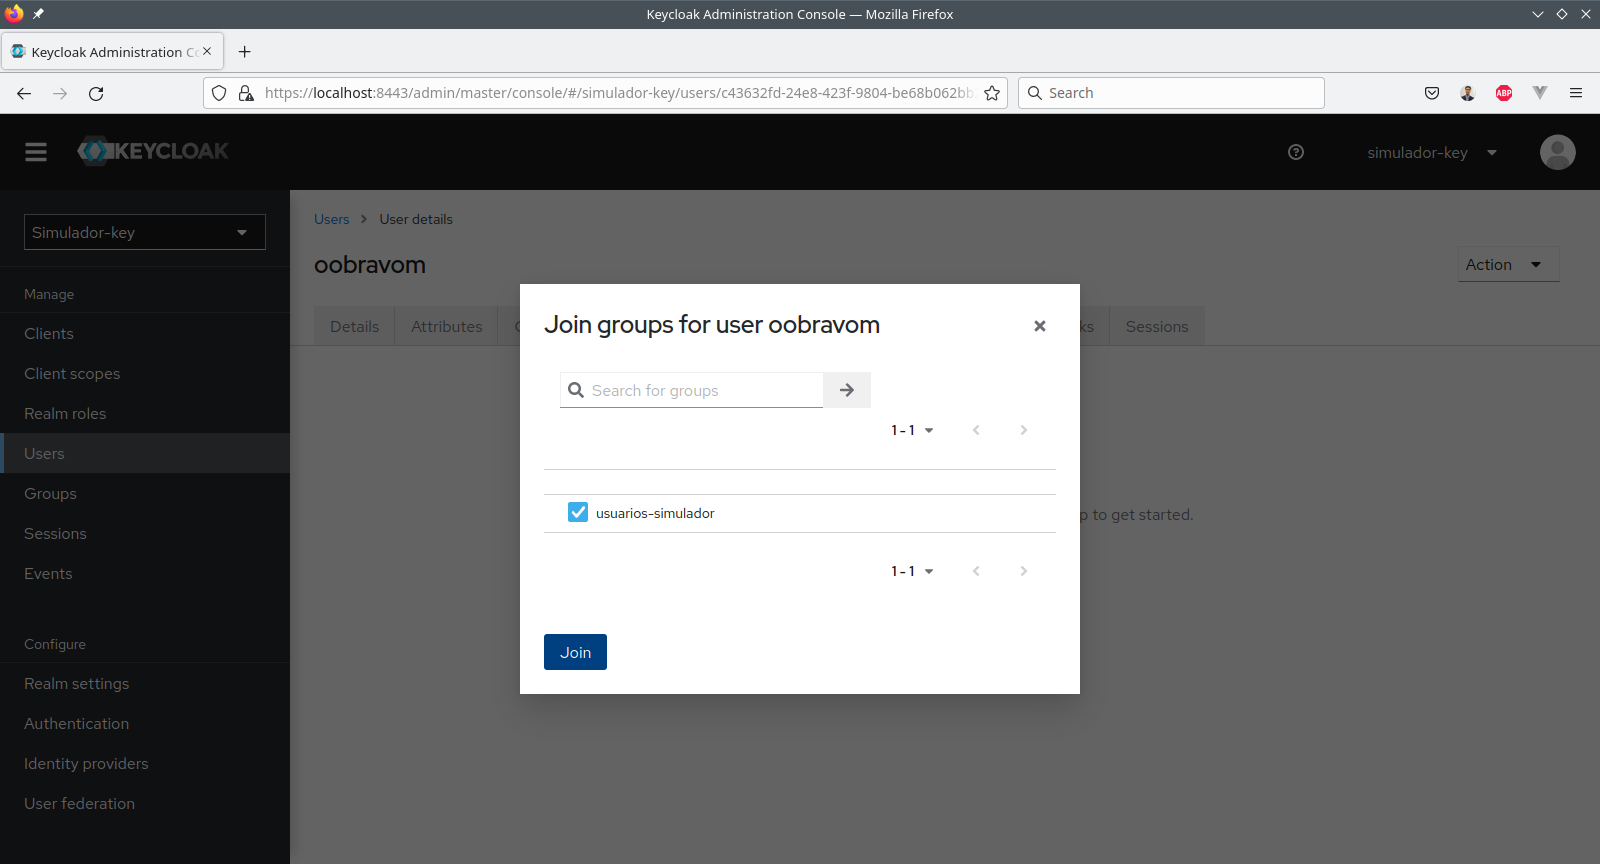 Keycloak Administration Console — Mozilla Firefox
Keycloak Administration
https://localhost:8443/admin/master/console/#/simulador-key/users/c43632fd-24e8-423f-9804-be68b062bb
Search
ABP
KEYCLOAK
simulador-key
Simulador-key
Manage
Clients
Client scopes
Realm roles
Users
Groups
Sessions
Events
Configure
Realm settings
Authentication
Identity providers
User federation
Users
User details
oobravom
Action
Details
Attributes
Sessions
to get started.
Join groups for user oobravom
Search for groups
1 - 1
usuarios-simulador
1 - 1
Join